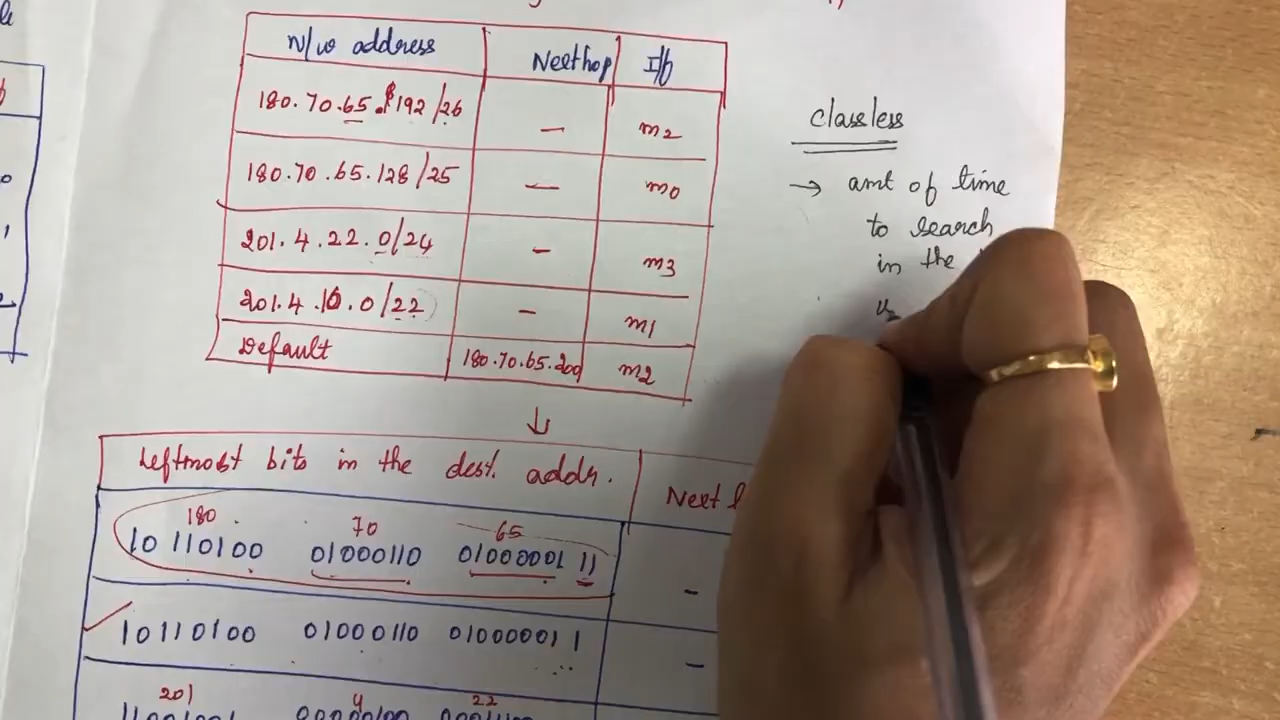 N/w address Nexthop I/f
180.70.65.192/26 — m2
180.70.65.128/25 — m0
201.4.22.0/24 - m3
201.4.16.0/22 - m1
Default 180.70.65.200 m2
classless
→ amt of time
to search
in the
↓
Leftmost bits in the dest. addr. Next
180 70 65
10 110100 01000110 01000001 11 -
10110100 01000110 01000001 1 -
201 4 22